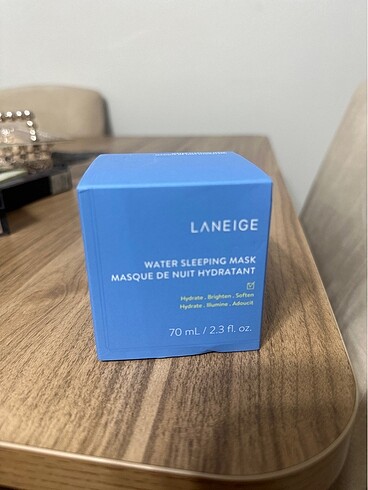 LANEIGE
WATER SLEEPING MASK
MASQUE DE NUIT HYDRATANT
Hydrate . Brighten . Soften
Hydrate . Illumine . Adoucit
70 mL / 2.3 fl. oz.